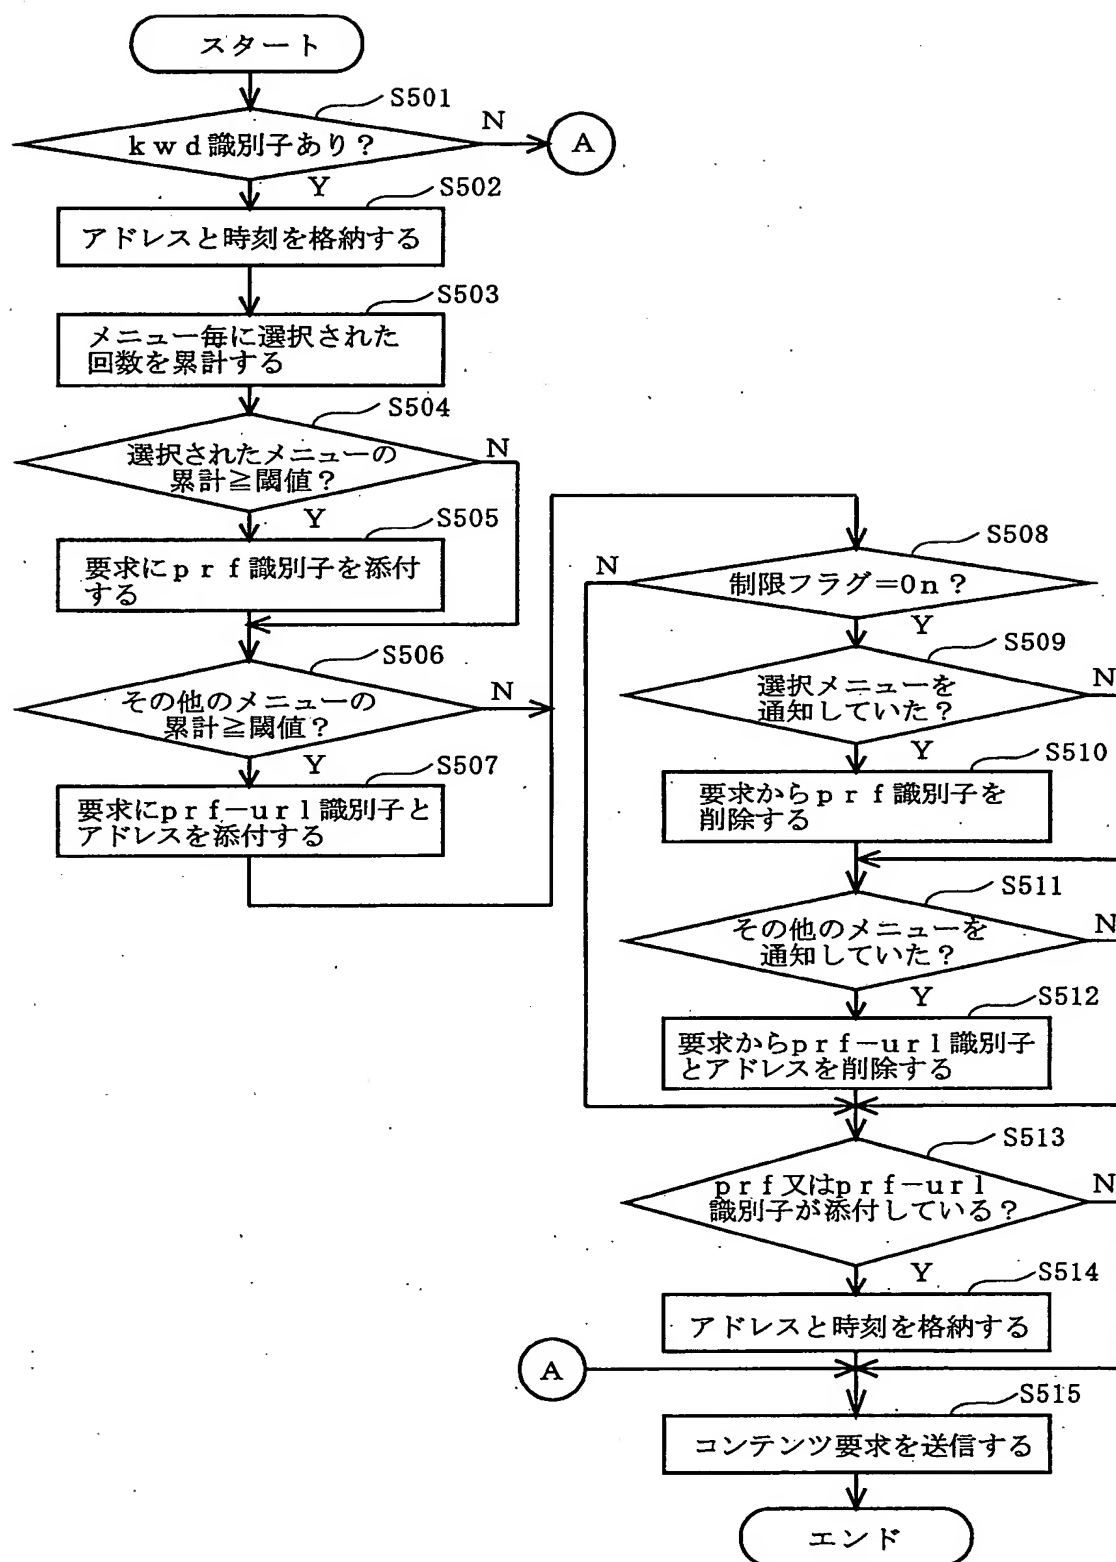 スタート
S501
kwd識別子あり?
N
A
Y
S502
アドレスと時刻を格納する
S503
メニュー毎に選択された
回数を累計する
S504
選択されたメニューの
累計≧閾値?
N
Y
S505
要求にprf識別子を添付
する
S506
その他のメニューの
累計≧閾値?
N
Y
S507
要求にprf-url識別子と
アドレスを添付する
S508
制限フラグ=0n?
N
Y
S509
選択メニューを
通知していた?
N
Y
S510
要求からprf識別子を
削除する
S511
その他のメニューを
通知していた?
N
Y
S512
要求からprf-url識別子
とアドレスを削除する
S513
prf又はprf-url
識別子が添付している?
N
Y
S514
アドレスと時刻を格納する
A
S515
コンテンツ要求を送信する
エンド